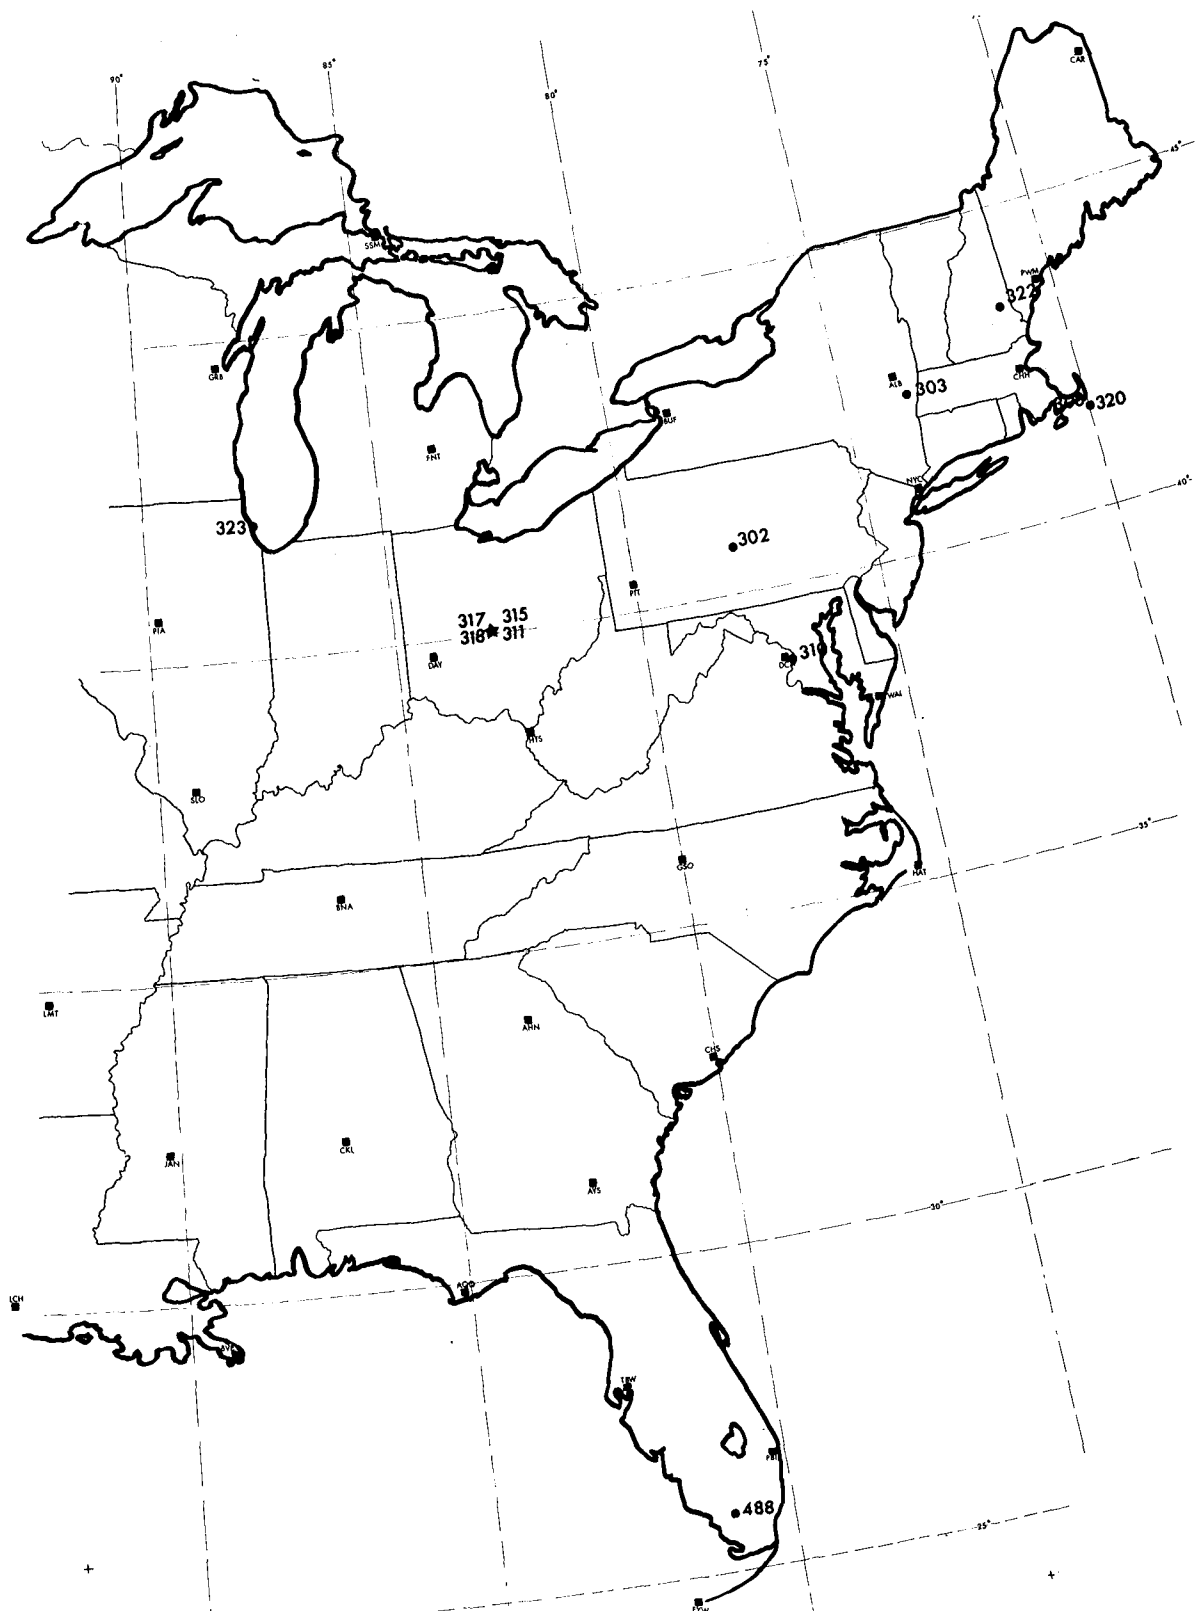 75°
85°
90°
80°
CAR
45°
SSM
PWM
322
GRB
ALB
303
CHH
320
BUF
FNT
NYC
40°
323
302
PIT
317 315
318 311
PIA
DAY
DCA
310
WAL
HTS
SLO
35°
GSO
HAT
BNA
LMT
AHN
CHS
CKL
JAN
AYS
30°
AQQ
LCH
TBW
PBI
488
25°
EYW